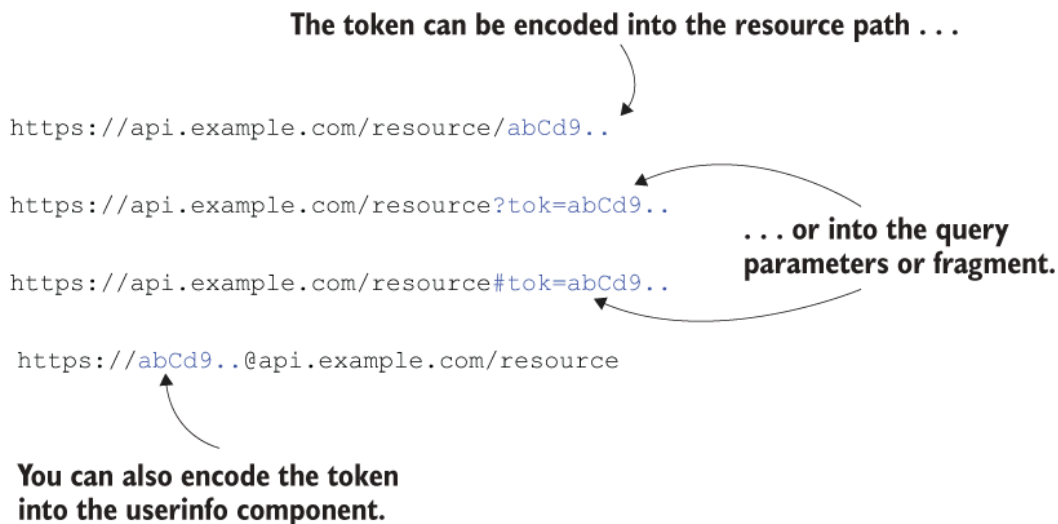 The token can be encoded into the resource path . . .
https://api.example.com/resource/abCd9..
https://api.example.com/resource?tok=abCd9..
. . . or into the query
parameters or fragment.
https://api.example.com/resource#tok=abCd9..
https://abCd9..@api.example.com/resource
You can also encode the token
into the userinfo component.